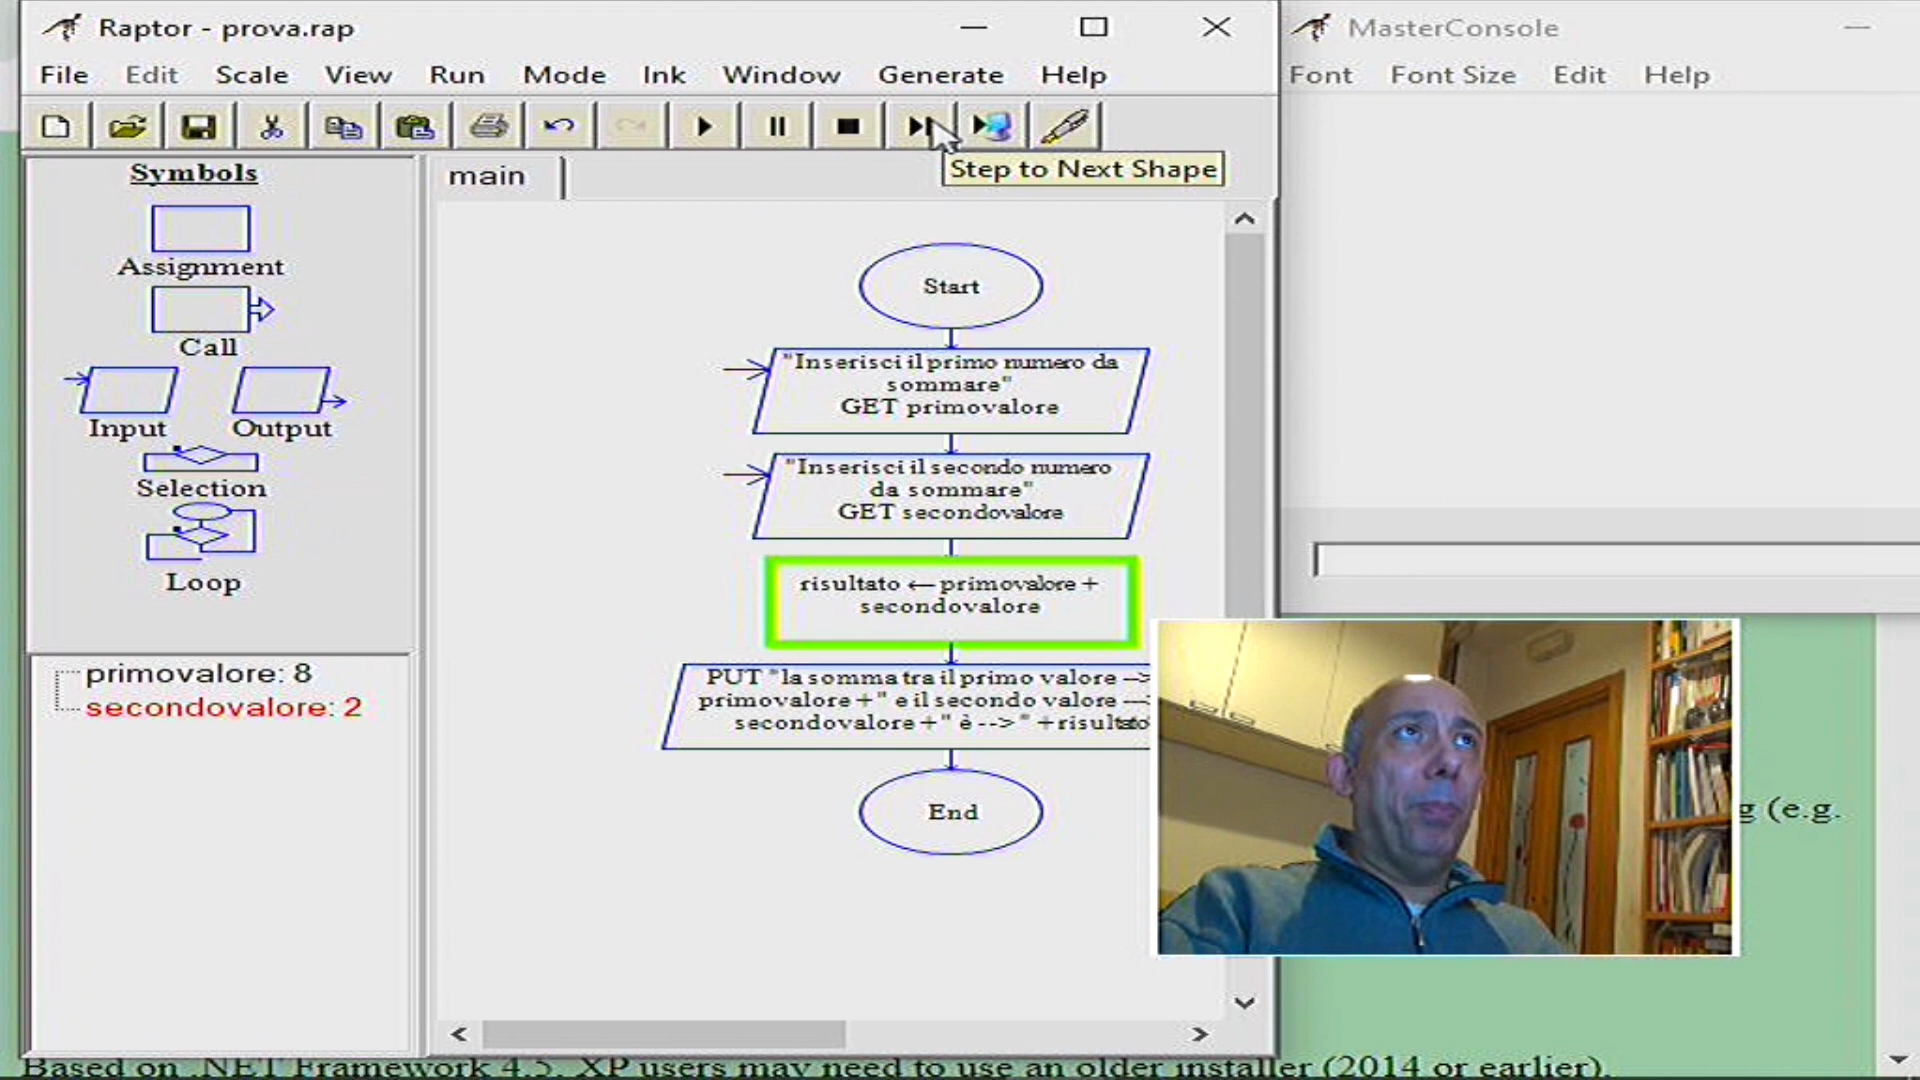 Raptor - prova.rap
File Edit Scale View Run Mode Ink Window Generate Help
Step to Next Shape
Symbols
Assignment
Call
Input Output
Selection
Loop
primovalore: 8
secondovalore: 2
main
Start
"Inserisci il primo numero da
sommare"
GET primovalore
"Inserisci il secondo numero
da sommare"
GET secondovalore
risultato ← primovalore +
secondovalore
PUT "la somma tra il primo valore -->
primovalore +" e il secondo valore --
secondovalore +" è -->" +risultato
End
MasterConsole
Font Font Size Edit Help
g (e.g.
Based on .NET Framework 4.5. XP users may need to use an older installer (2014 or earlier).